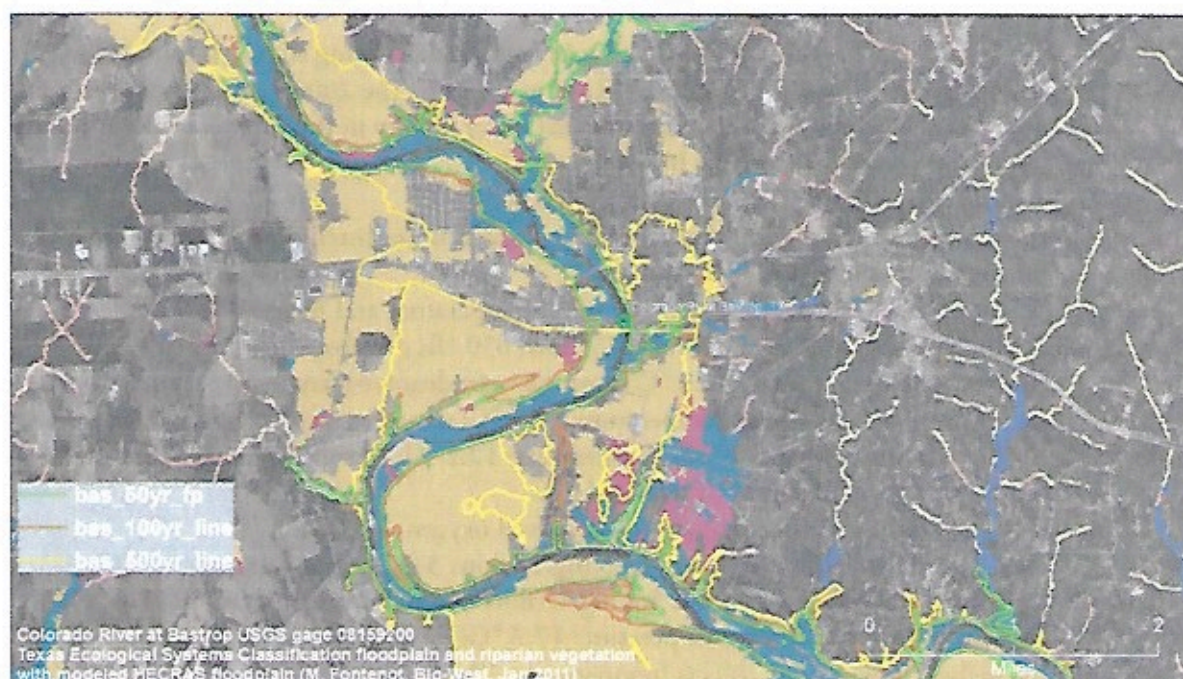 bas_50yr_fp
bas_100yr_line
bas_500yr_line
0 2
Miles
Colorado River at Bastrop USGS gage 08159200
Texas Ecological Systems Classification floodplain and riparian vegetation
with modeled HECRAS floodplain (M. Fontenot, Bio-West, Jan 2011)